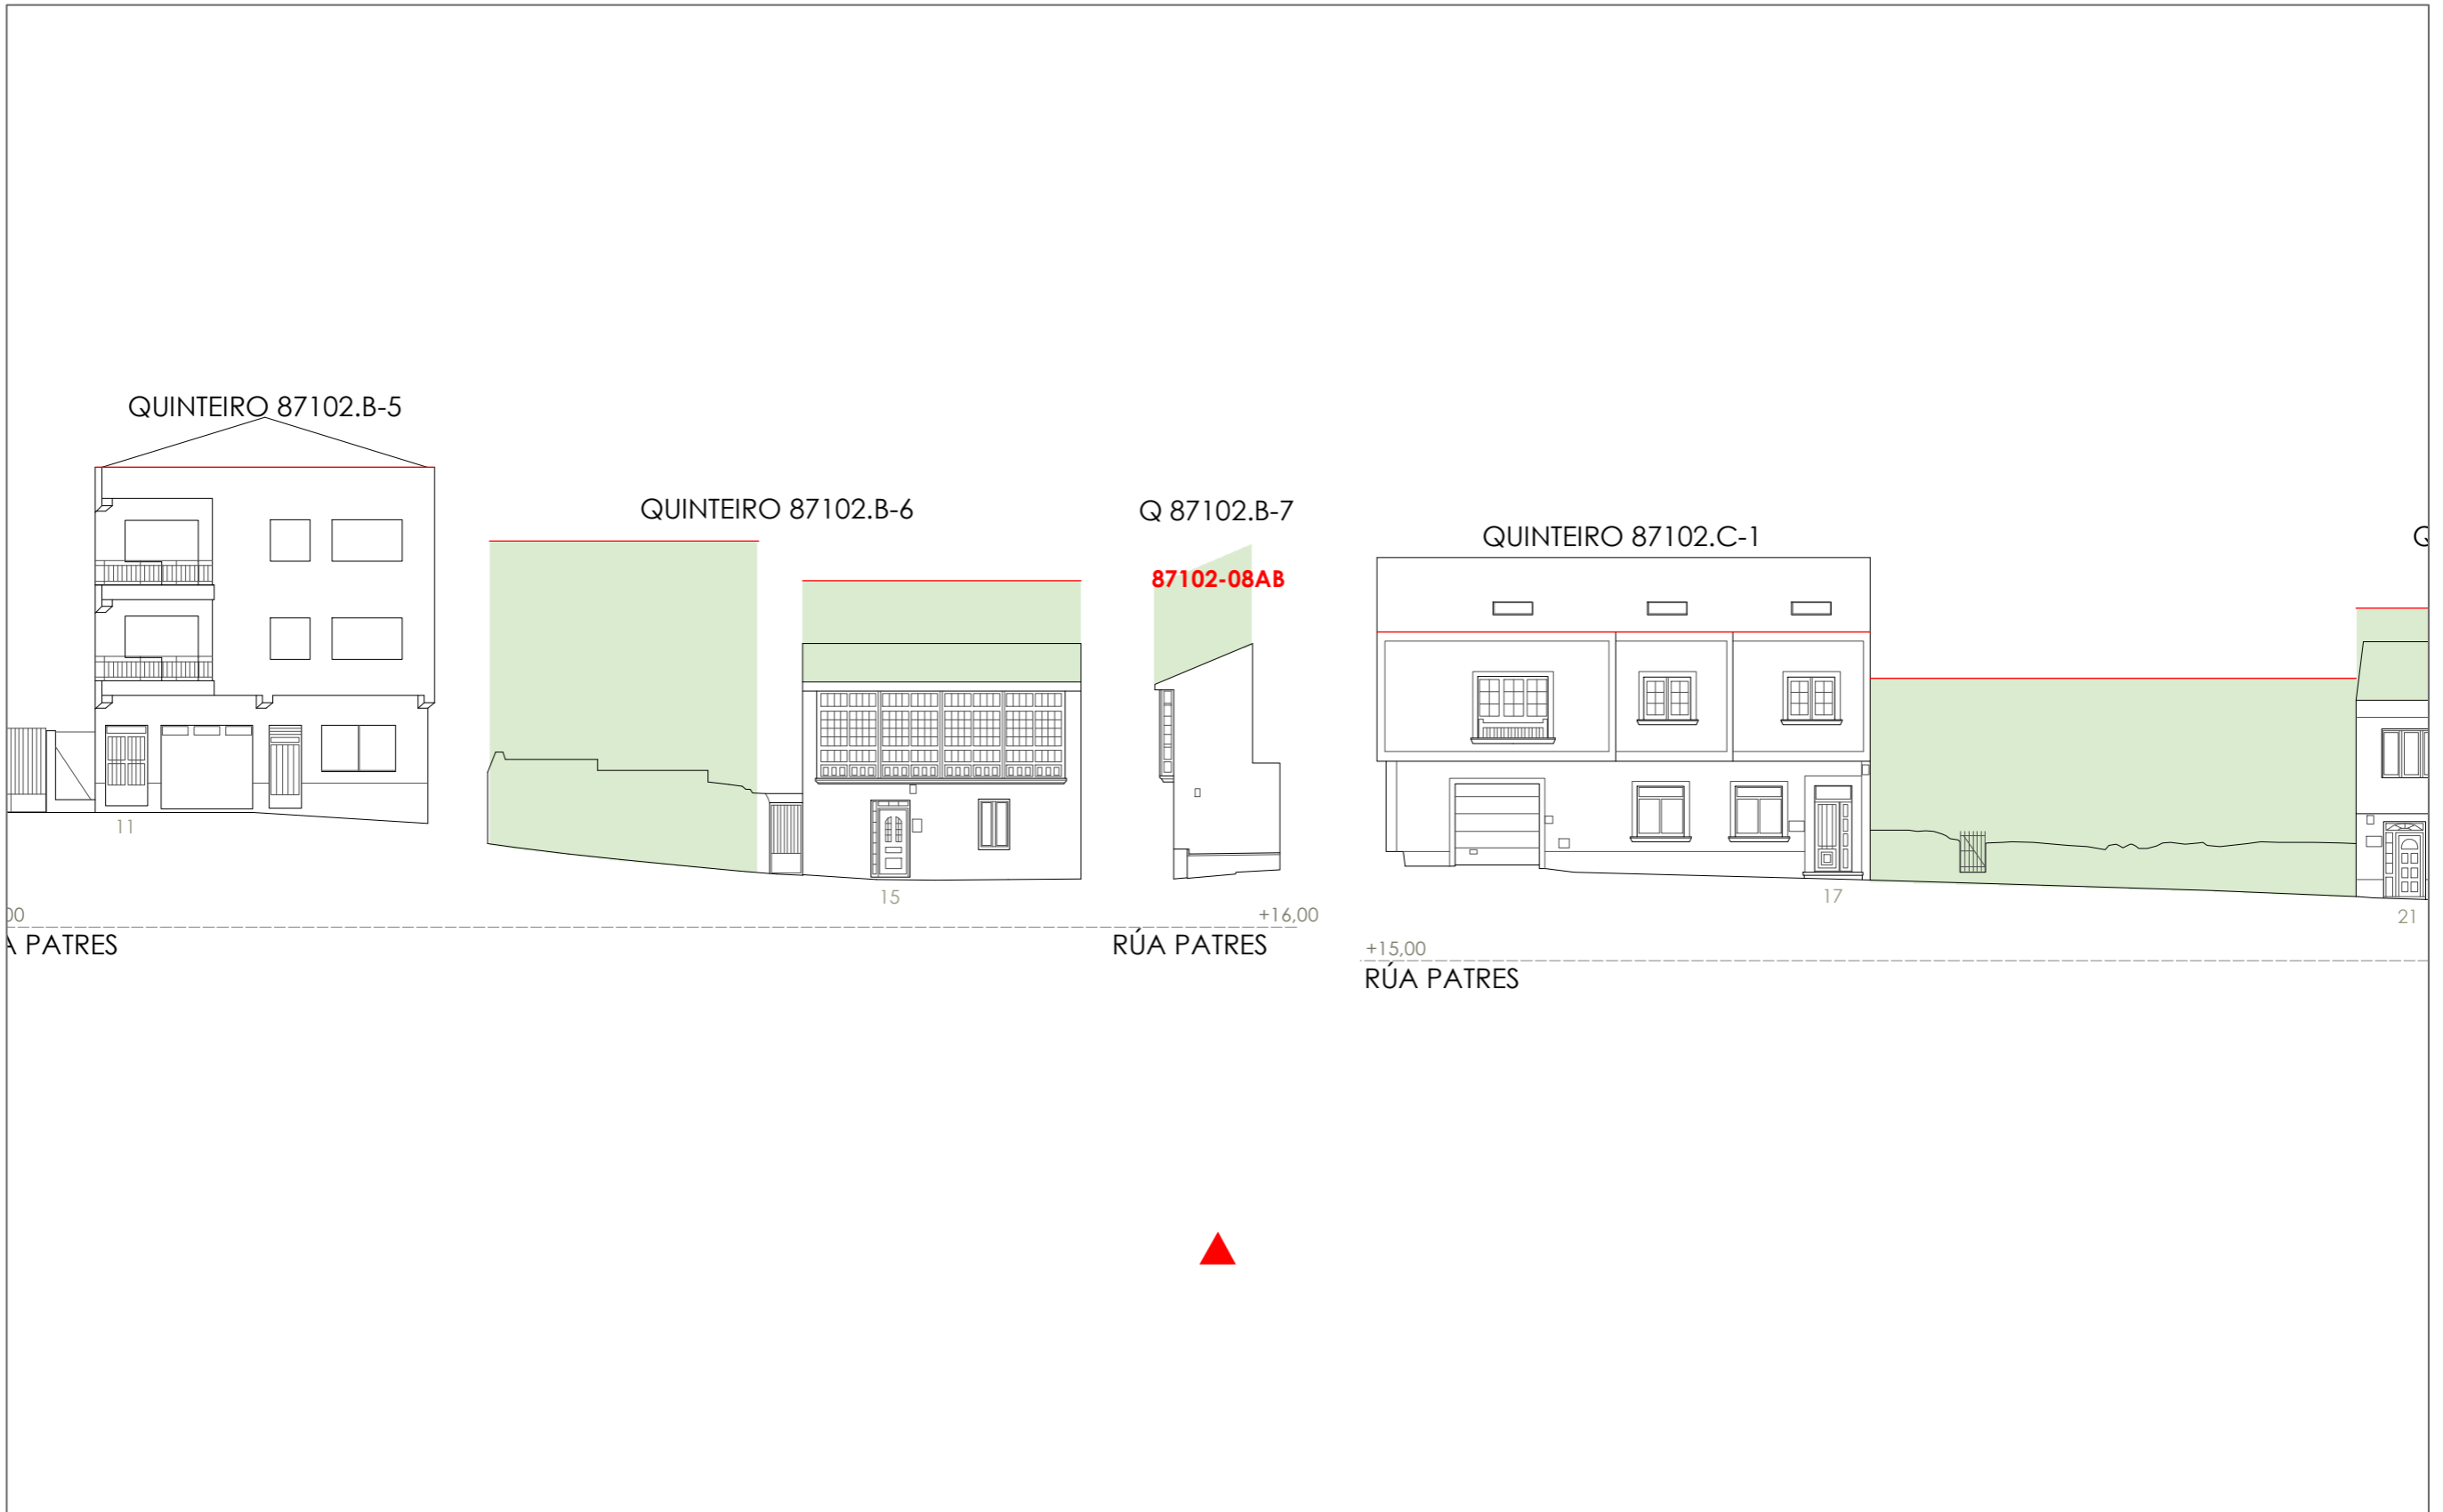 QUINTEIRO 87102.B-5
QUINTEIRO 87102.B-6
Q 87102.B-7
87102-08AB
QUINTEIRO 87102.C-1
Q
11
15
17
21
00
+16,00
PATRES
RÚA PATRES
+15,00
RÚA PATRES